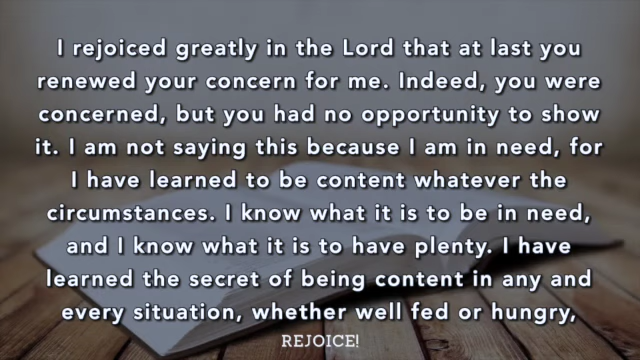 I rejoiced greatly in the Lord that at last you
renewed your concern for me. Indeed, you were
concerned, but you had no opportunity to show
it. I am not saying this because I am in need, for
I have learned to be content whatever the
circumstances. I know what it is to be in need,
and I know what it is to have plenty. I have
learned the secret of being content in any and
every situation, whether well fed or hungry,
REJOICE!